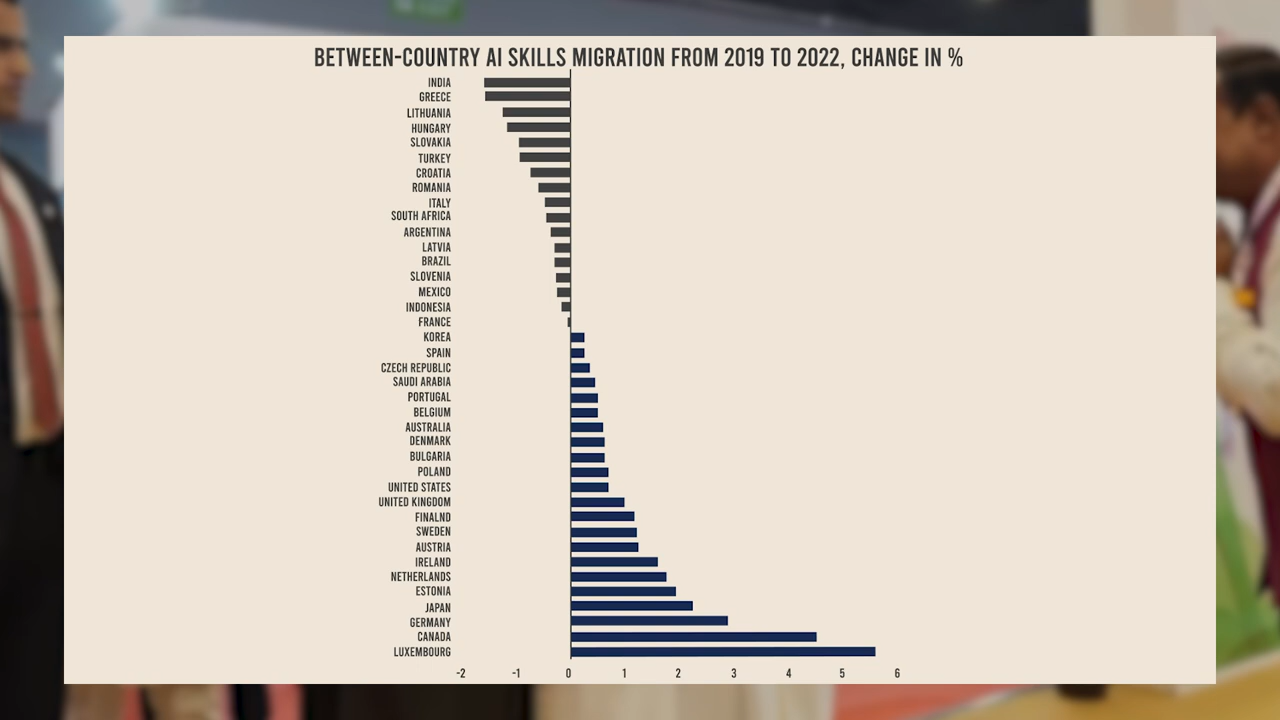 BETWEEN-COUNTRY AI SKILLS MIGRATION FROM 2019 TO 2022, CHANGE IN %
INDIA
GREECE
LITHUANIA
HUNGARY
SLOVAKIA
TURKEY
CROATIA
ROMANIA
ITALY
SOUTH AFRICA
ARGENTINA
LATVIA
BRAZIL
SLOVENIA
MEXICO
INDONESIA
FRANCE
KOREA
SPAIN
CZECH REPUBLIC
SAUDI ARABIA
PORTUGAL
BELGIUM
AUSTRALIA
DENMARK
BULGARIA
POLAND
UNITED STATES
UNITED KINGDOM
FINALND
SWEDEN
AUSTRIA
IRELAND
NETHERLANDS
ESTONIA
JAPAN
GERMANY
CANADA
LUXEMBOURG
-2 -1 0 1 2 3 4 5 6